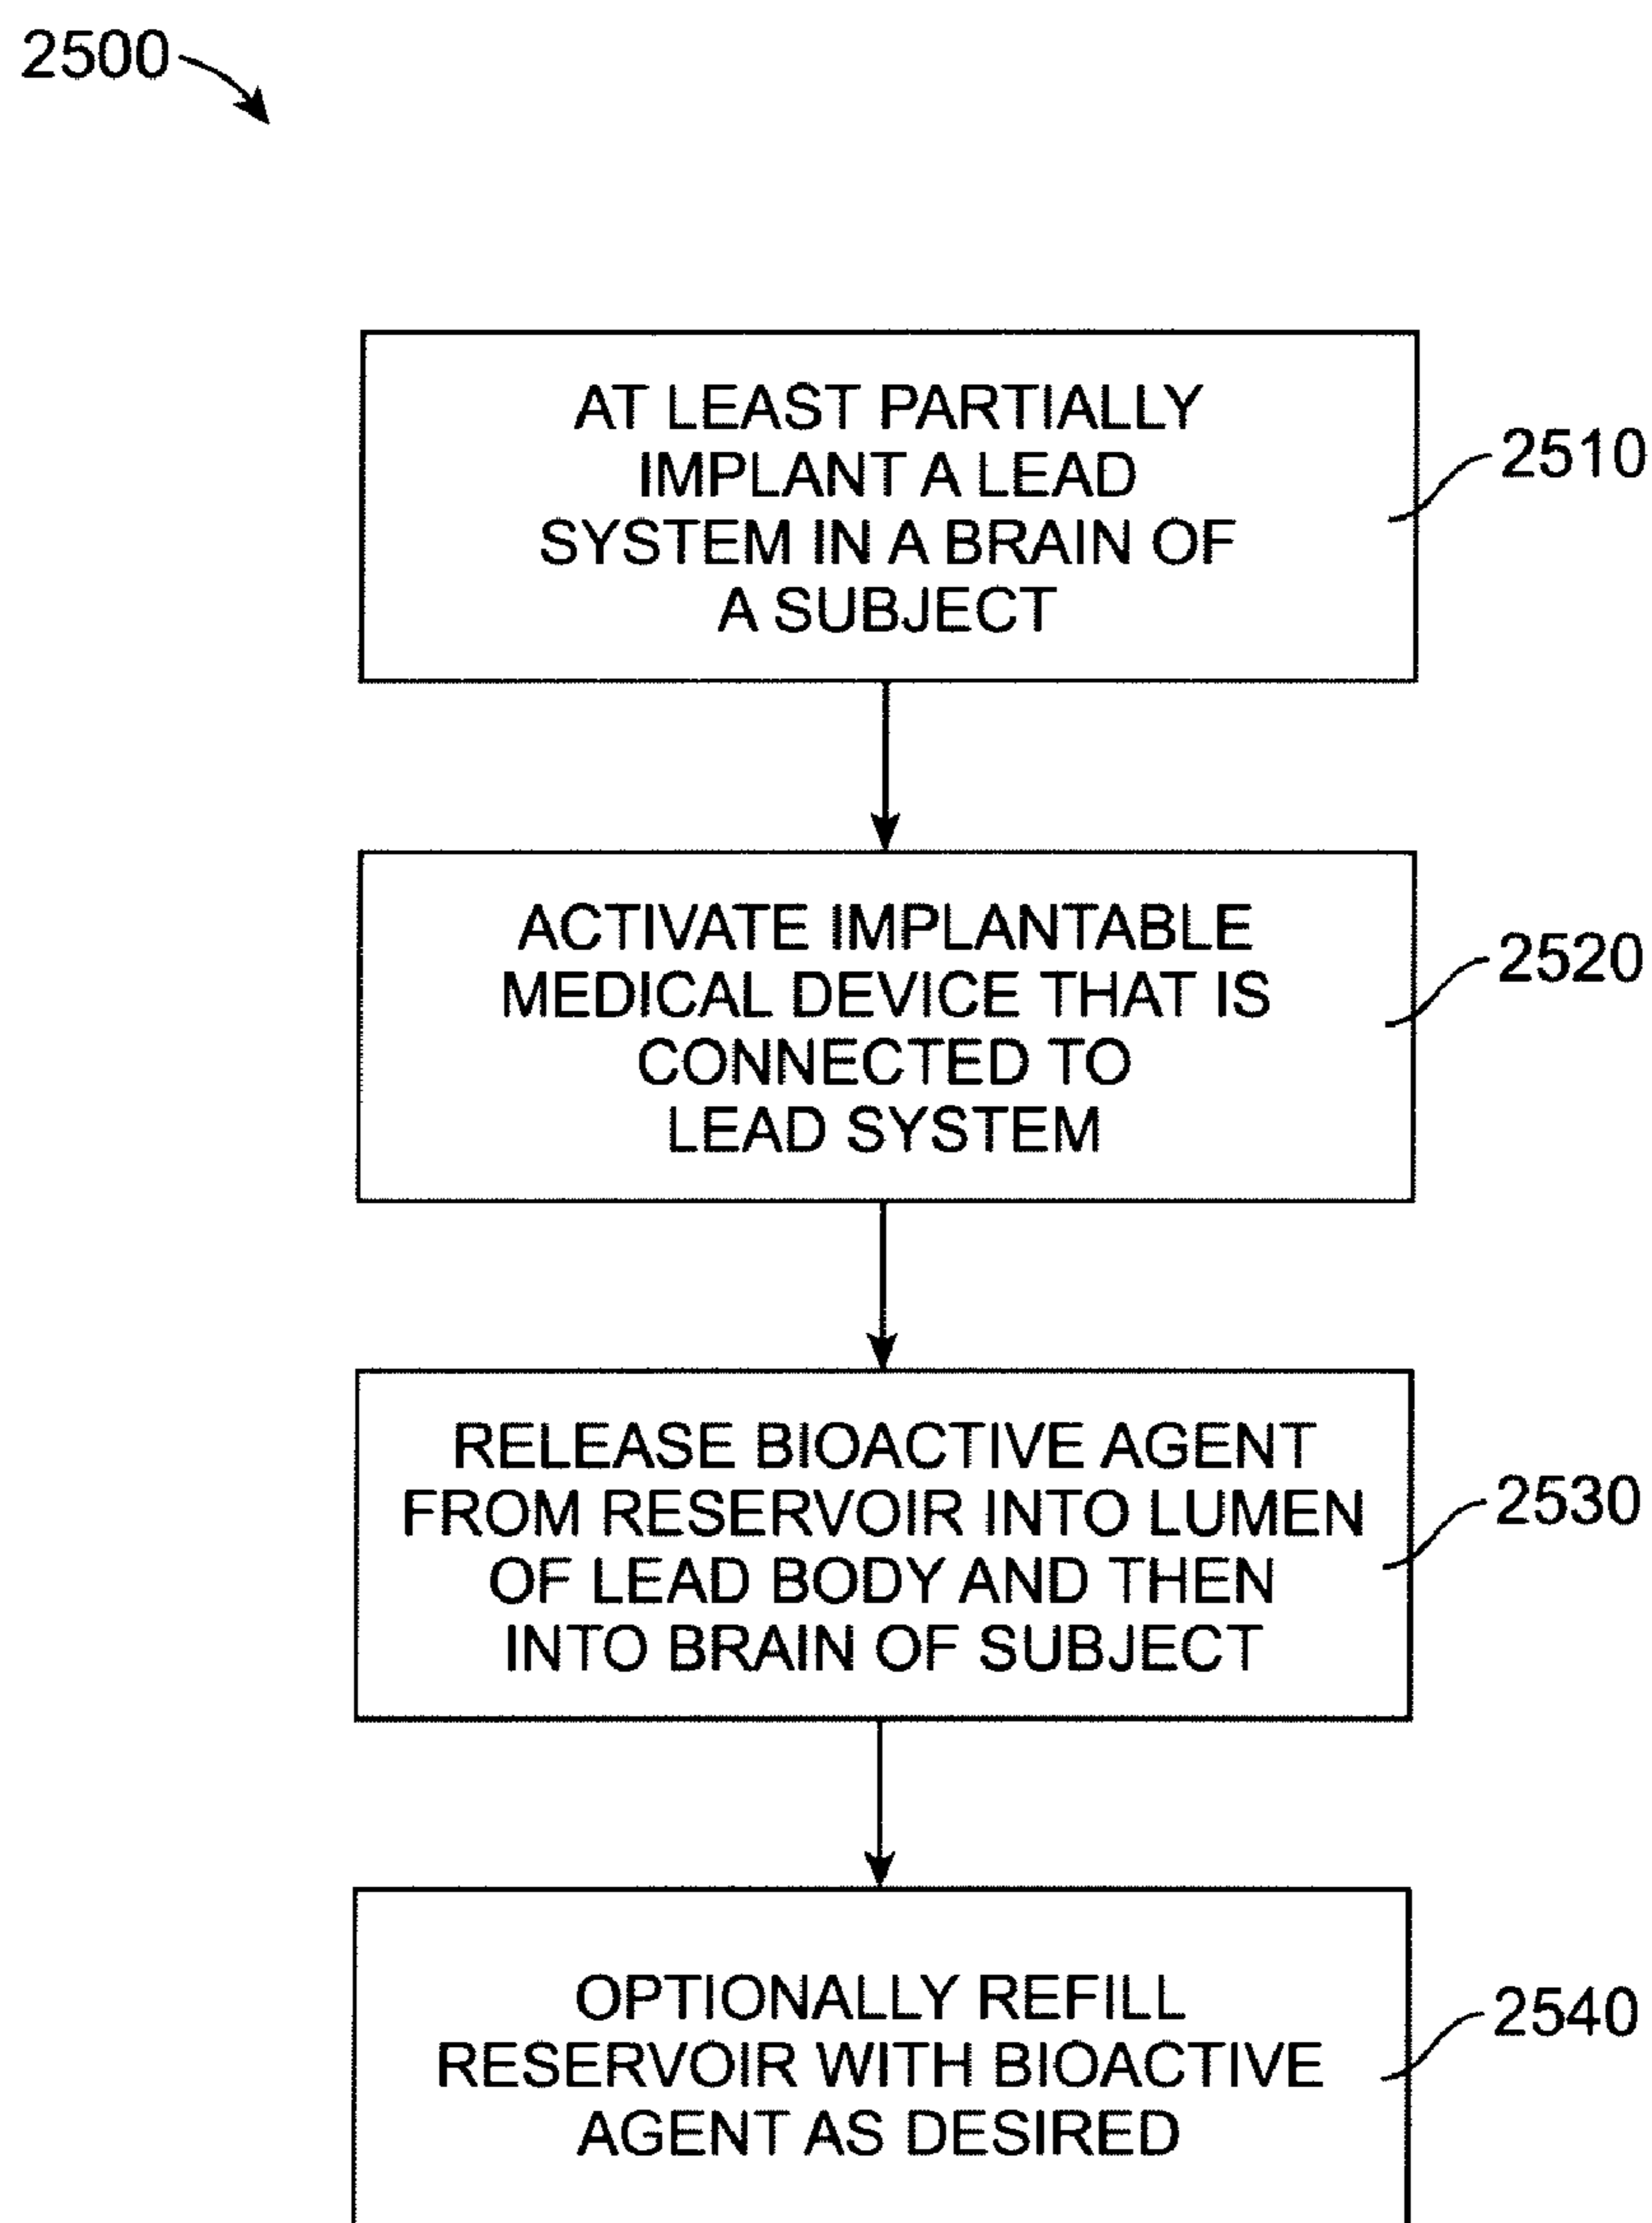 2500
AT LEAST PARTIALLY
IMPLANT A LEAD
SYSTEM IN A BRAIN OF
A SUBJECT
2510
ACTIVATE IMPLANTABLE
MEDICAL DEVICE THAT IS
CONNECTED TO
LEAD SYSTEM
2520
RELEASE BIOACTIVE AGENT
FROM RESERVOIR INTO LUMEN
OF LEAD BODY AND THEN
INTO BRAIN OF SUBJECT
2530
OPTIONALLY REFILL
RESERVOIR WITH BIOACTIVE
AGENT AS DESIRED
2540